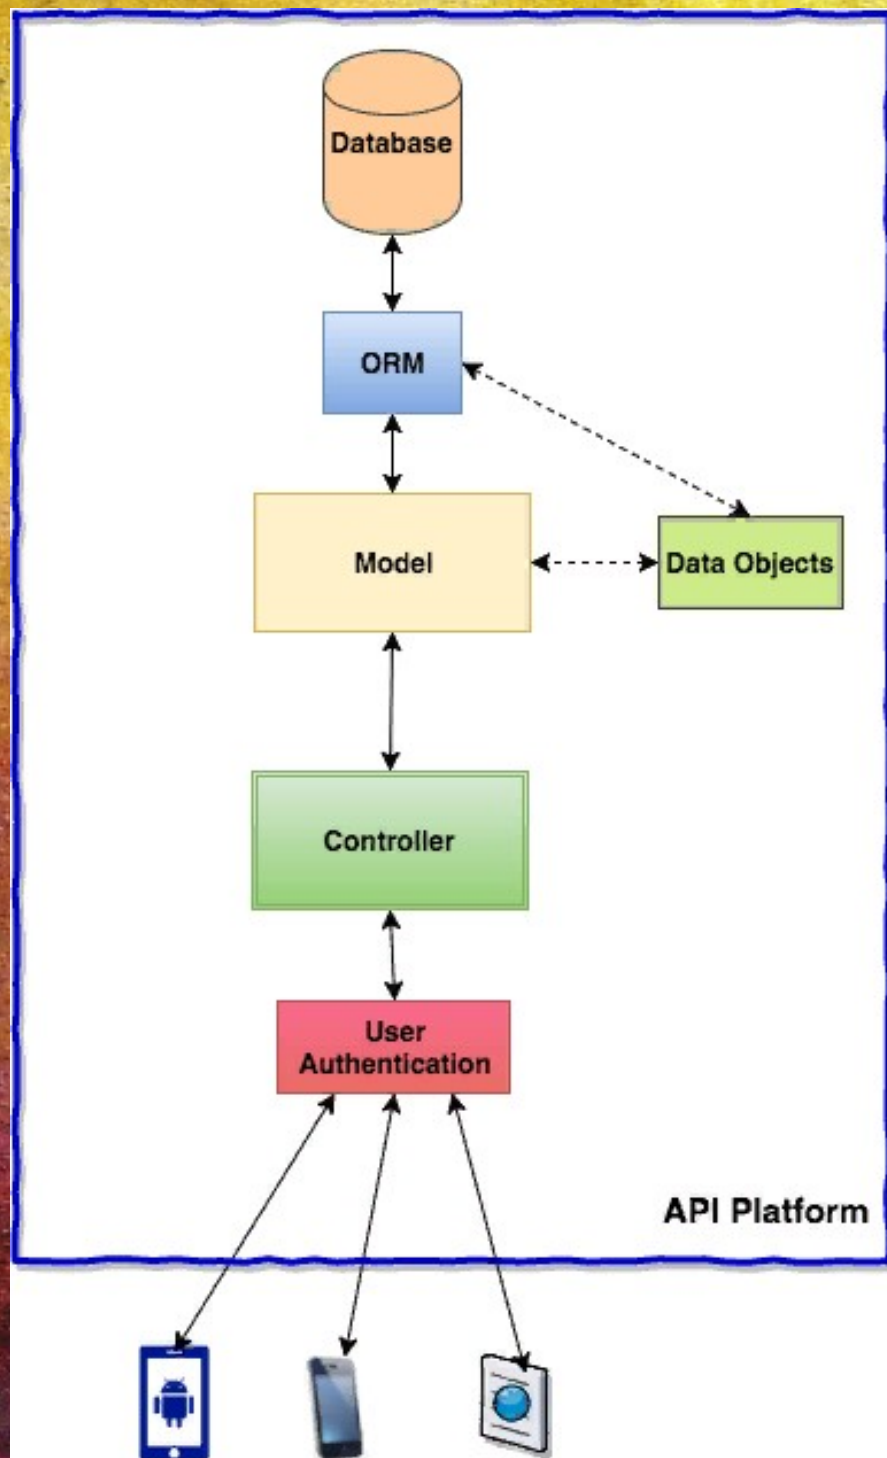 Database
ORM
Model
Data Objects
Controller
User
Authentication
API Platform